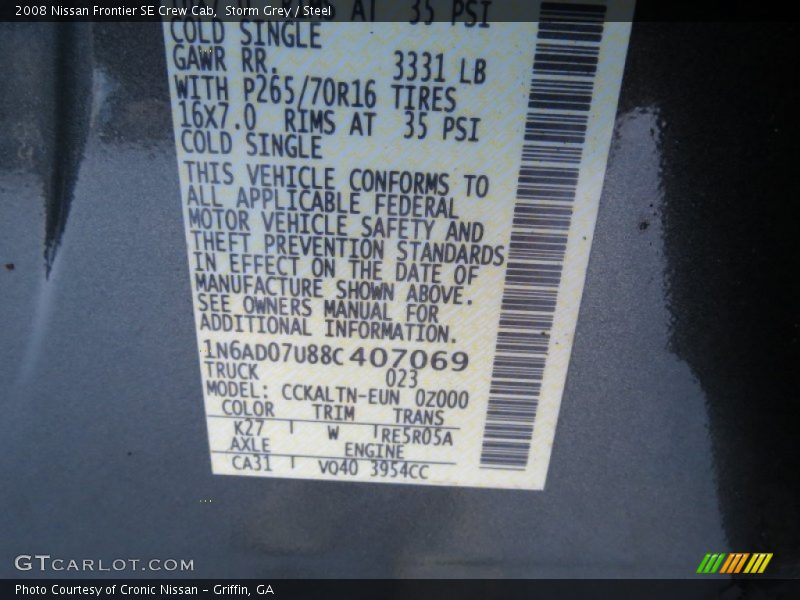 2008 Nissan Frontier SE Crew Cab, Storm Grey / Steel
AT 35 PSI
COLD SINGLE
GAWR RR. 3331 LB
WITH P265/70R16 TIRES
16X7.0 RIMS AT 35 PSI
COLD SINGLE
THIS VEHICLE CONFORMS TO
ALL APPLICABLE FEDERAL
MOTOR VEHICLE SAFETY AND
THEFT PREVENTION STANDARDS
IN EFFECT ON THE DATE OF
MANUFACTURE SHOWN ABOVE.
SEE OWNERS MANUAL FOR
ADDITIONAL INFORMATION.
1N6AD07U88C407069
TRUCK 023
MODEL: CCKALTN-EUN 0Z000
COLOR TRIM TRANS
K27 W RE5R05A
AXLE ENGINE
CA31 VQ40 3954CC
GTCARLOT.COM
Photo Courtesy of Cronic Nissan - Griffin, GA